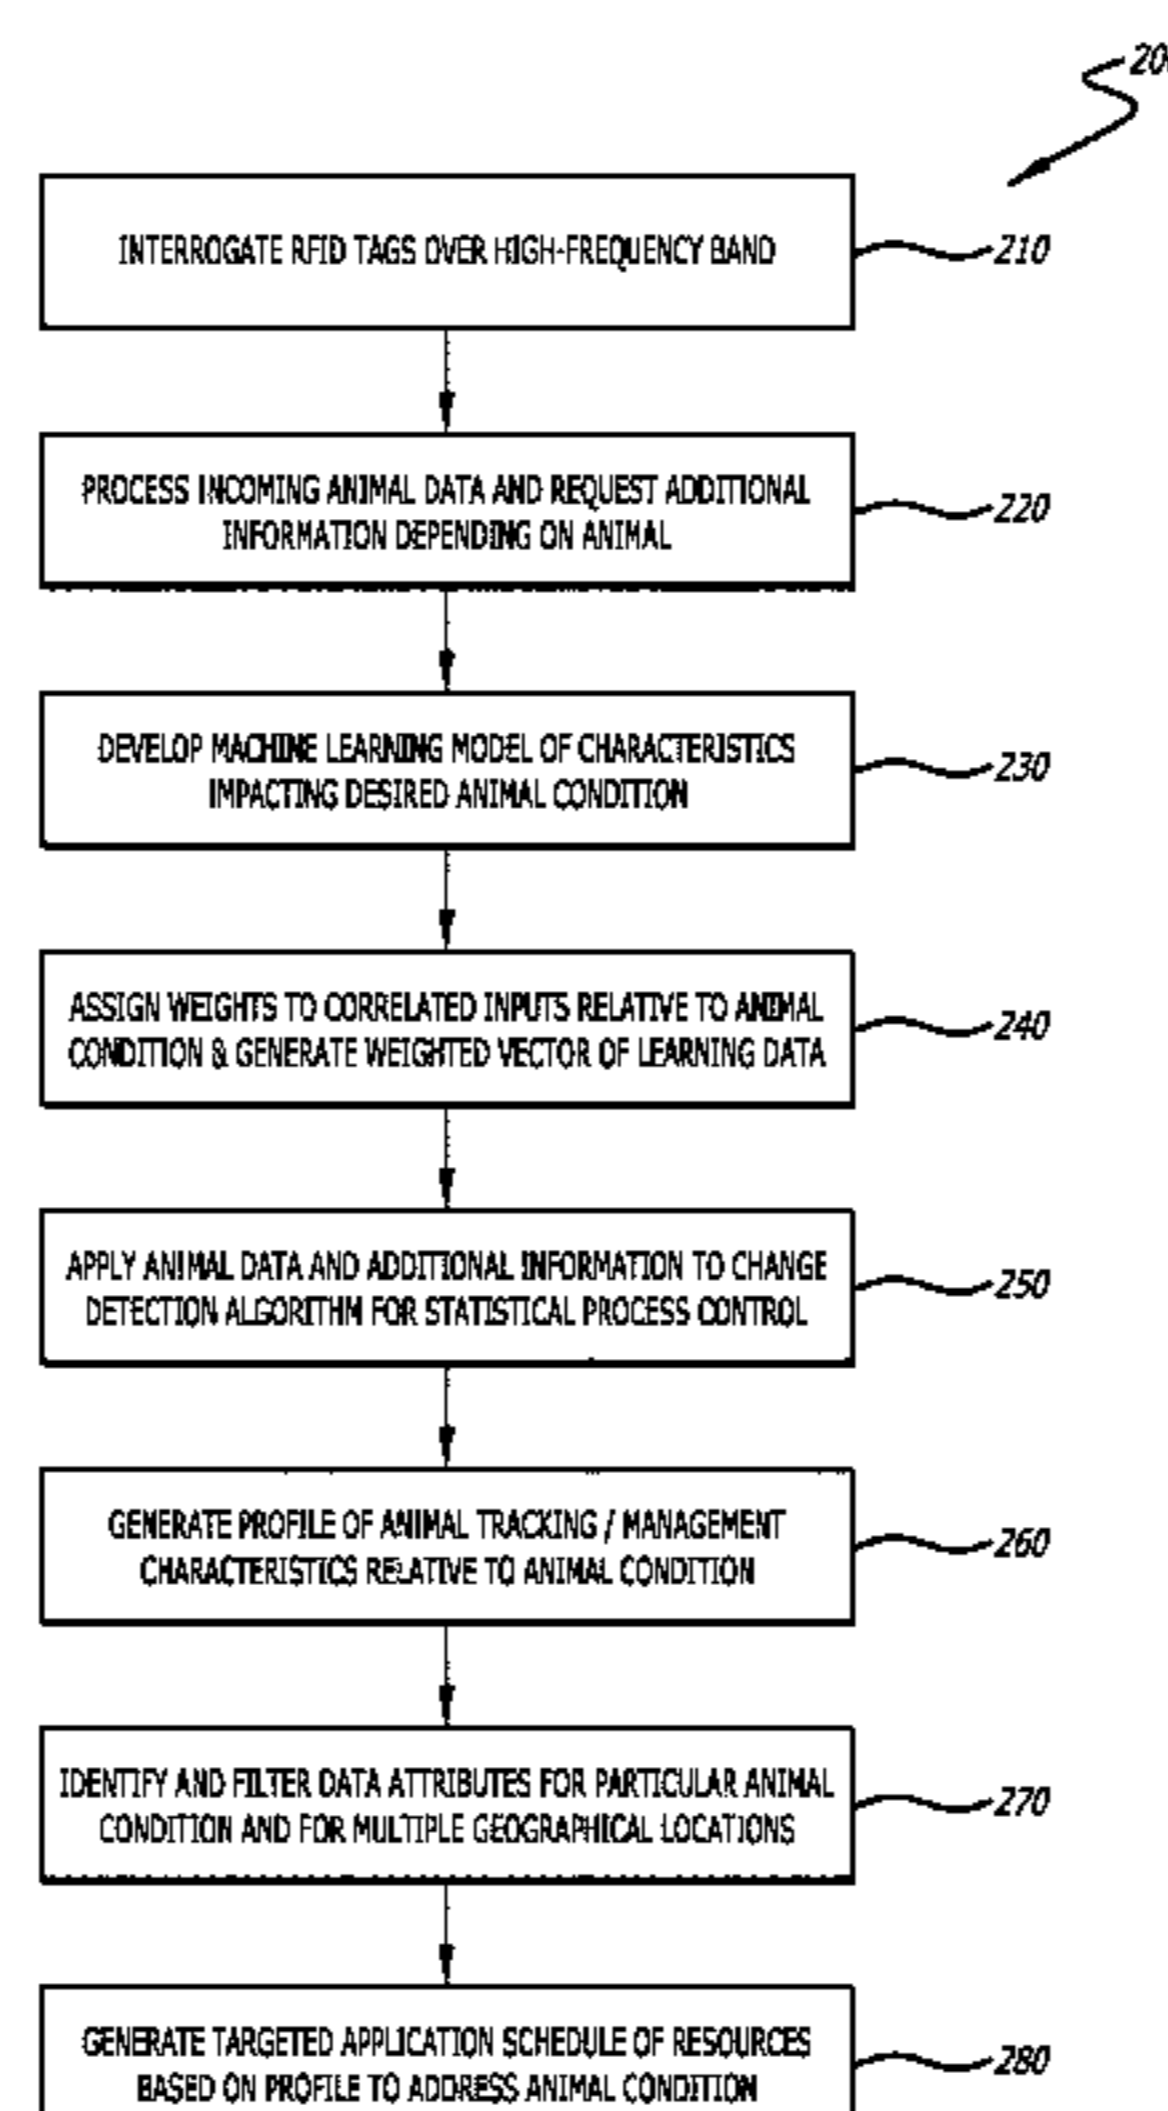 INTERROGATE RFID TAGS OVER HIGH-FREQUENCY BAND
210
PROCESS INCOMING ANIMAL DATA AND REQUEST ADDITIONAL
INFORMATION DEPENDING ON ANIMAL
220
DEVELOP MACHINE LEARNING MODEL OF CHARACTERISTICS
IMPACTING DESIRED ANIMAL CONDITION
230
ASSIGN WEIGHTS TO CORRELATED INPUTS RELATIVE TO ANIMAL
CONDITION & GENERATE WEIGHTED VECTOR OF LEARNING DATA
240
APPLY ANIMAL DATA AND ADDITIONAL INFORMATION TO CHANGE
DETECTION ALGORITHM FOR STATISTICAL PROCESS CONTROL
250
GENERATE PROFILE OF ANIMAL TRACKING / MANAGEMENT
CHARACTERISTICS RELATIVE TO ANIMAL CONDITION
260
IDENTIFY AND FILTER DATA ATTRIBUTES FOR PARTICULAR ANIMAL
CONDITION AND FOR MULTIPLE GEOGRAPHICAL LOCATIONS
270
GENERATE TARGETED APPLICATION SCHEDULE OF RESOURCES
BASED ON PROFILE TO ADDRESS ANIMAL CONDITION
280